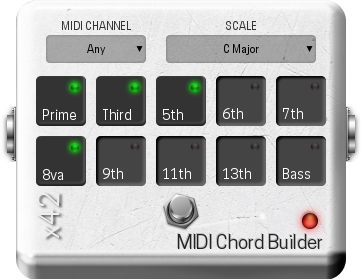 MIDI CHANNEL SCALE
Any C Major
Prime Third 5th 6th 7th
8va 9th 11th 13th Bass
x42
MIDI Chord Builder